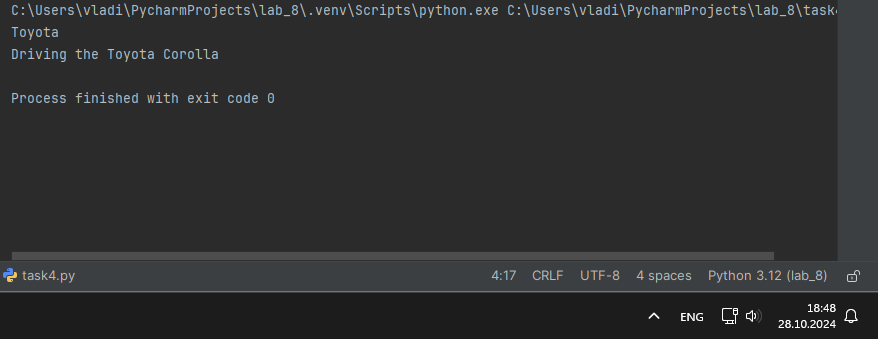 C:\Users\vladi\PycharmProjects\lab_8\.venv\Scripts\python.exe C:\Users\vladi\PycharmProjects\lab_8\task4
Toyota
Driving the Toyota Corolla
Process finished with exit code 0
task4.py 4:17 CRLF UTF-8 4 spaces Python 3.12 (lab_8)
ENG 18:48
28.10.2024